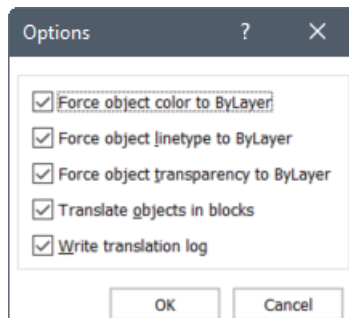 Options ?
Force object color to ByLayer
Force object linetype to ByLayer
Force object transparency to ByLayer
Translate objects in blocks
Write translation log
OK Cancel